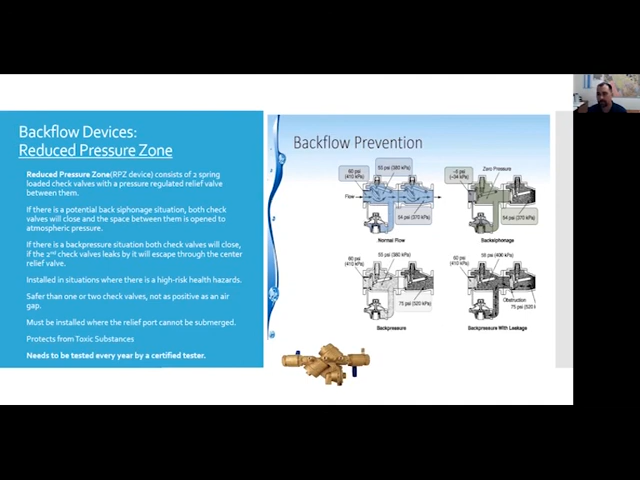 Backflow Devices:
Reduced Pressure Zone
Reduced Pressure Zone(RPZ device) consists of 2 spring
loaded check valves with a pressure regulated relief valve
between them.
If there is a potential back siphonage situation, both check
valves will close and the space between them is opened to
atmospheric pressure.
If there is a backpressure situation both check valves will close,
if the 2nd check valves leaks by it will escape through the center
relief valve.
Installed in situations where there is a high-risk health hazards.
Safer than one or two check valves, not as positive as an air
gap.
Must be installed where the relief port cannot be submerged.
Protects from Toxic Substances
Needs to be tested every year by a certified tester.
Backflow Prevention
60 psi
(410 kPa)
55 psi (380 kPa)
Flow
54 psi (370 kPa)
Normal Flow
Zero Pressure
54 psi (370 kPa)
Backsiphonage
60 psi
(410 kPa)
55 psi (380 kPa)
75 psi (520 kPa)
Backpressure
60 psi
(410 kPa)
Obstruction
Backpressure With Leakage